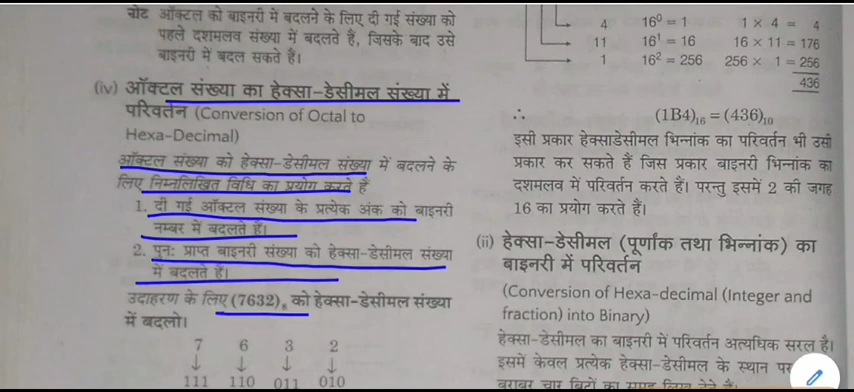 नोट ऑक्टल को बाइनरी में बदलने के लिए दी गई संख्या को
पहले दशमलव संख्या में बदलते हैं, जिसके बाद उसे
बाइनरी में बदल सकते हैं।
(iv) ऑक्टल संख्या का हेक्सा-डेसीमल संख्या में
परिवर्तन (Conversion of Octal to
Hexa-Decimal)
ऑक्टल संख्या को हेक्सा-डेसीमल संख्या में बदलने के
लिए निम्नलिखित विधि का प्रयोग करते हैं
1. दी गई ऑक्टल संख्या के प्रत्येक अंक को बाइनरी
नम्बर में बदलते हैं।
2. पुनः प्राप्त बाइनरी संख्या को हेक्सा-डेसीमल संख्या
में बदलते हैं।
उदाहरण के लिए (7632)₈ को हेक्सा-डेसीमल संख्या
में बदलो।
7 6 3 2
↓ ↓ ↓ ↓
111 110 011 010
4 16⁰ = 1 1 × 4 = 4
11 16¹ = 16 16 × 11 = 176
1 16² = 256 256 × 1 = 256
436
∴ (1B4)₁₆ = (436)₁₀
इसी प्रकार हेक्साडेसीमल भिन्नांक का परिवर्तन भी उसी
प्रकार कर सकते हैं जिस प्रकार बाइनरी भिन्नांक का
दशमलव में परिवर्तन करते हैं। परन्तु इसमें 2 की जगह
16 का प्रयोग करते हैं।
(ii) हेक्सा-डेसीमल (पूर्णांक तथा भिन्नांक) का
बाइनरी में परिवर्तन
(Conversion of Hexa-decimal (Integer and
fraction) into Binary)
हेक्सा-डेसीमल का बाइनरी में परिवर्तन अत्यधिक सरल है।
इसमें केवल प्रत्येक हेक्सा-डेसीमल के स्थान पर
बराबर चार बिटों का समूह लिख देते हैं।